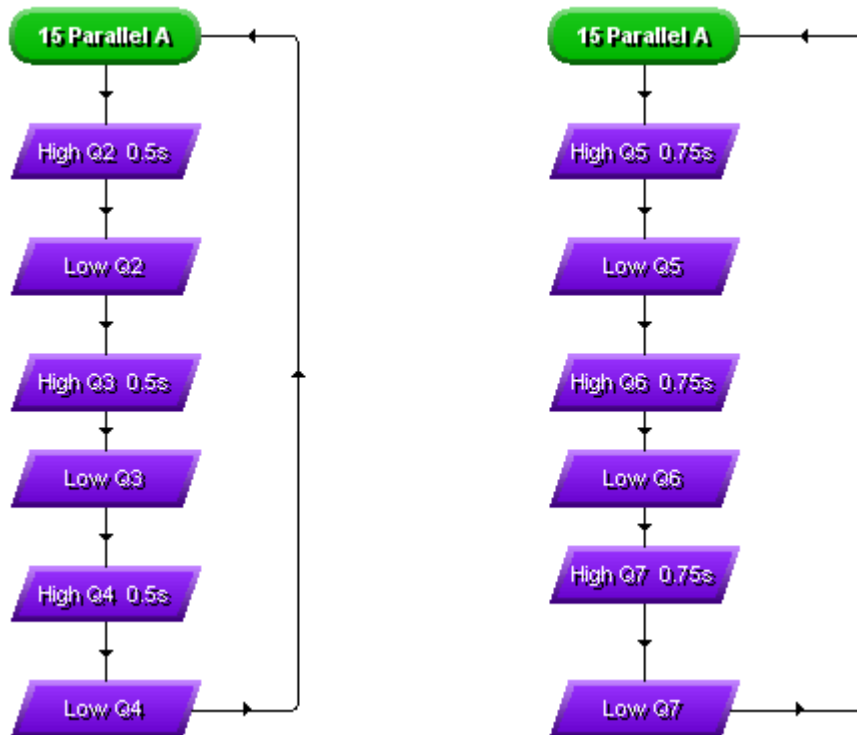 15 Parallel A
High Q2 0.5s
Low Q2
High Q3 0.5s
Low Q3
High Q4 0.5s
Low Q4
15 Parallel A
High Q5 0.75s
Low Q5
High Q6 0.75s
Low Q6
High Q7 0.75s
Low Q7